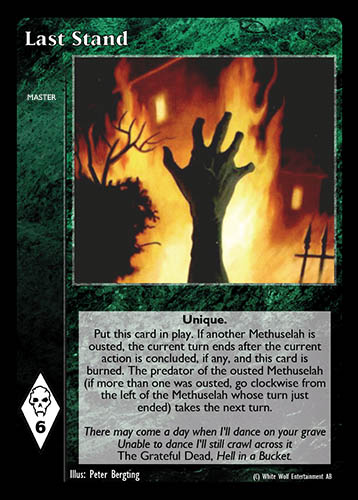 Last Stand
MASTER
Unique.
Put this card in play. If another Methuselah is
ousted, the current turn ends after the current
action is concluded, if any, and this card is
burned. The predator of the ousted Methuselah
(if more than one was ousted, go clockwise from
the left of the Methuselah whose turn just
ended) takes the next turn.
There may come a day when I'll dance on your grave
Unable to dance I'll still crawl across it
The Grateful Dead, Hell in a Bucket.
6
Illus: Peter Bergting
(C) White Wolf Entertainment AB